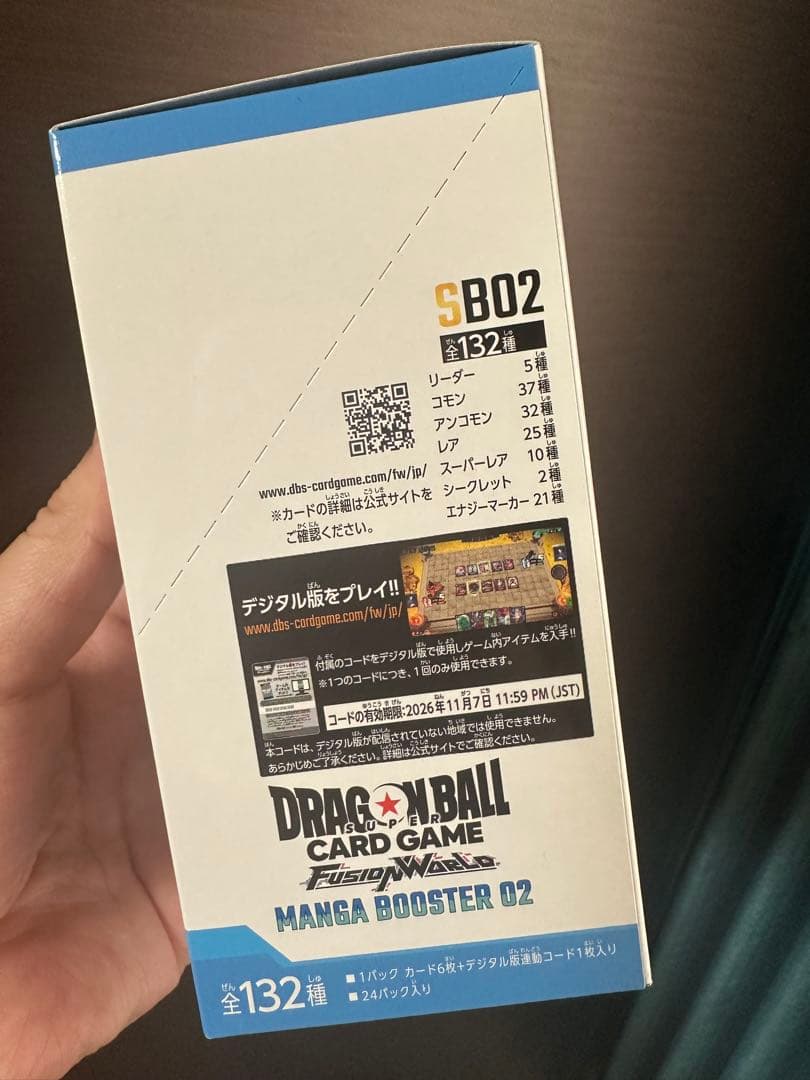 SB02
全132種
リーダー 5種
コモン 37種
アンコモン 32種
レア 25種
スーパーレア 10種
シークレット 2種
エナジーマーカー 21種
www.dbs-cardgame.com/fw/jp/
※カードの詳細は公式サイトを
ご確認ください。
デジタル版をプレイ!!
www.dbs-cardgame.com/fw/jp/
付属のコードをデジタル版で使用しゲーム内アイテムを入手!!
※1つのコードにつき、1回のみ使用できます。
コードの有効期限:2026年11月7日 11:59 PM (JST)
本コードは、デジタル版が配信されていない地域では使用できません。
あらかじめご了承ください。詳細は公式サイトでご確認ください。
DRAGON BALL
SUPER
CARD GAME
FUSION WORLD
MANGA BOOSTER 02
全132種
■1パック カード6枚+デジタル版連動コード1枚入り
■24パック入り